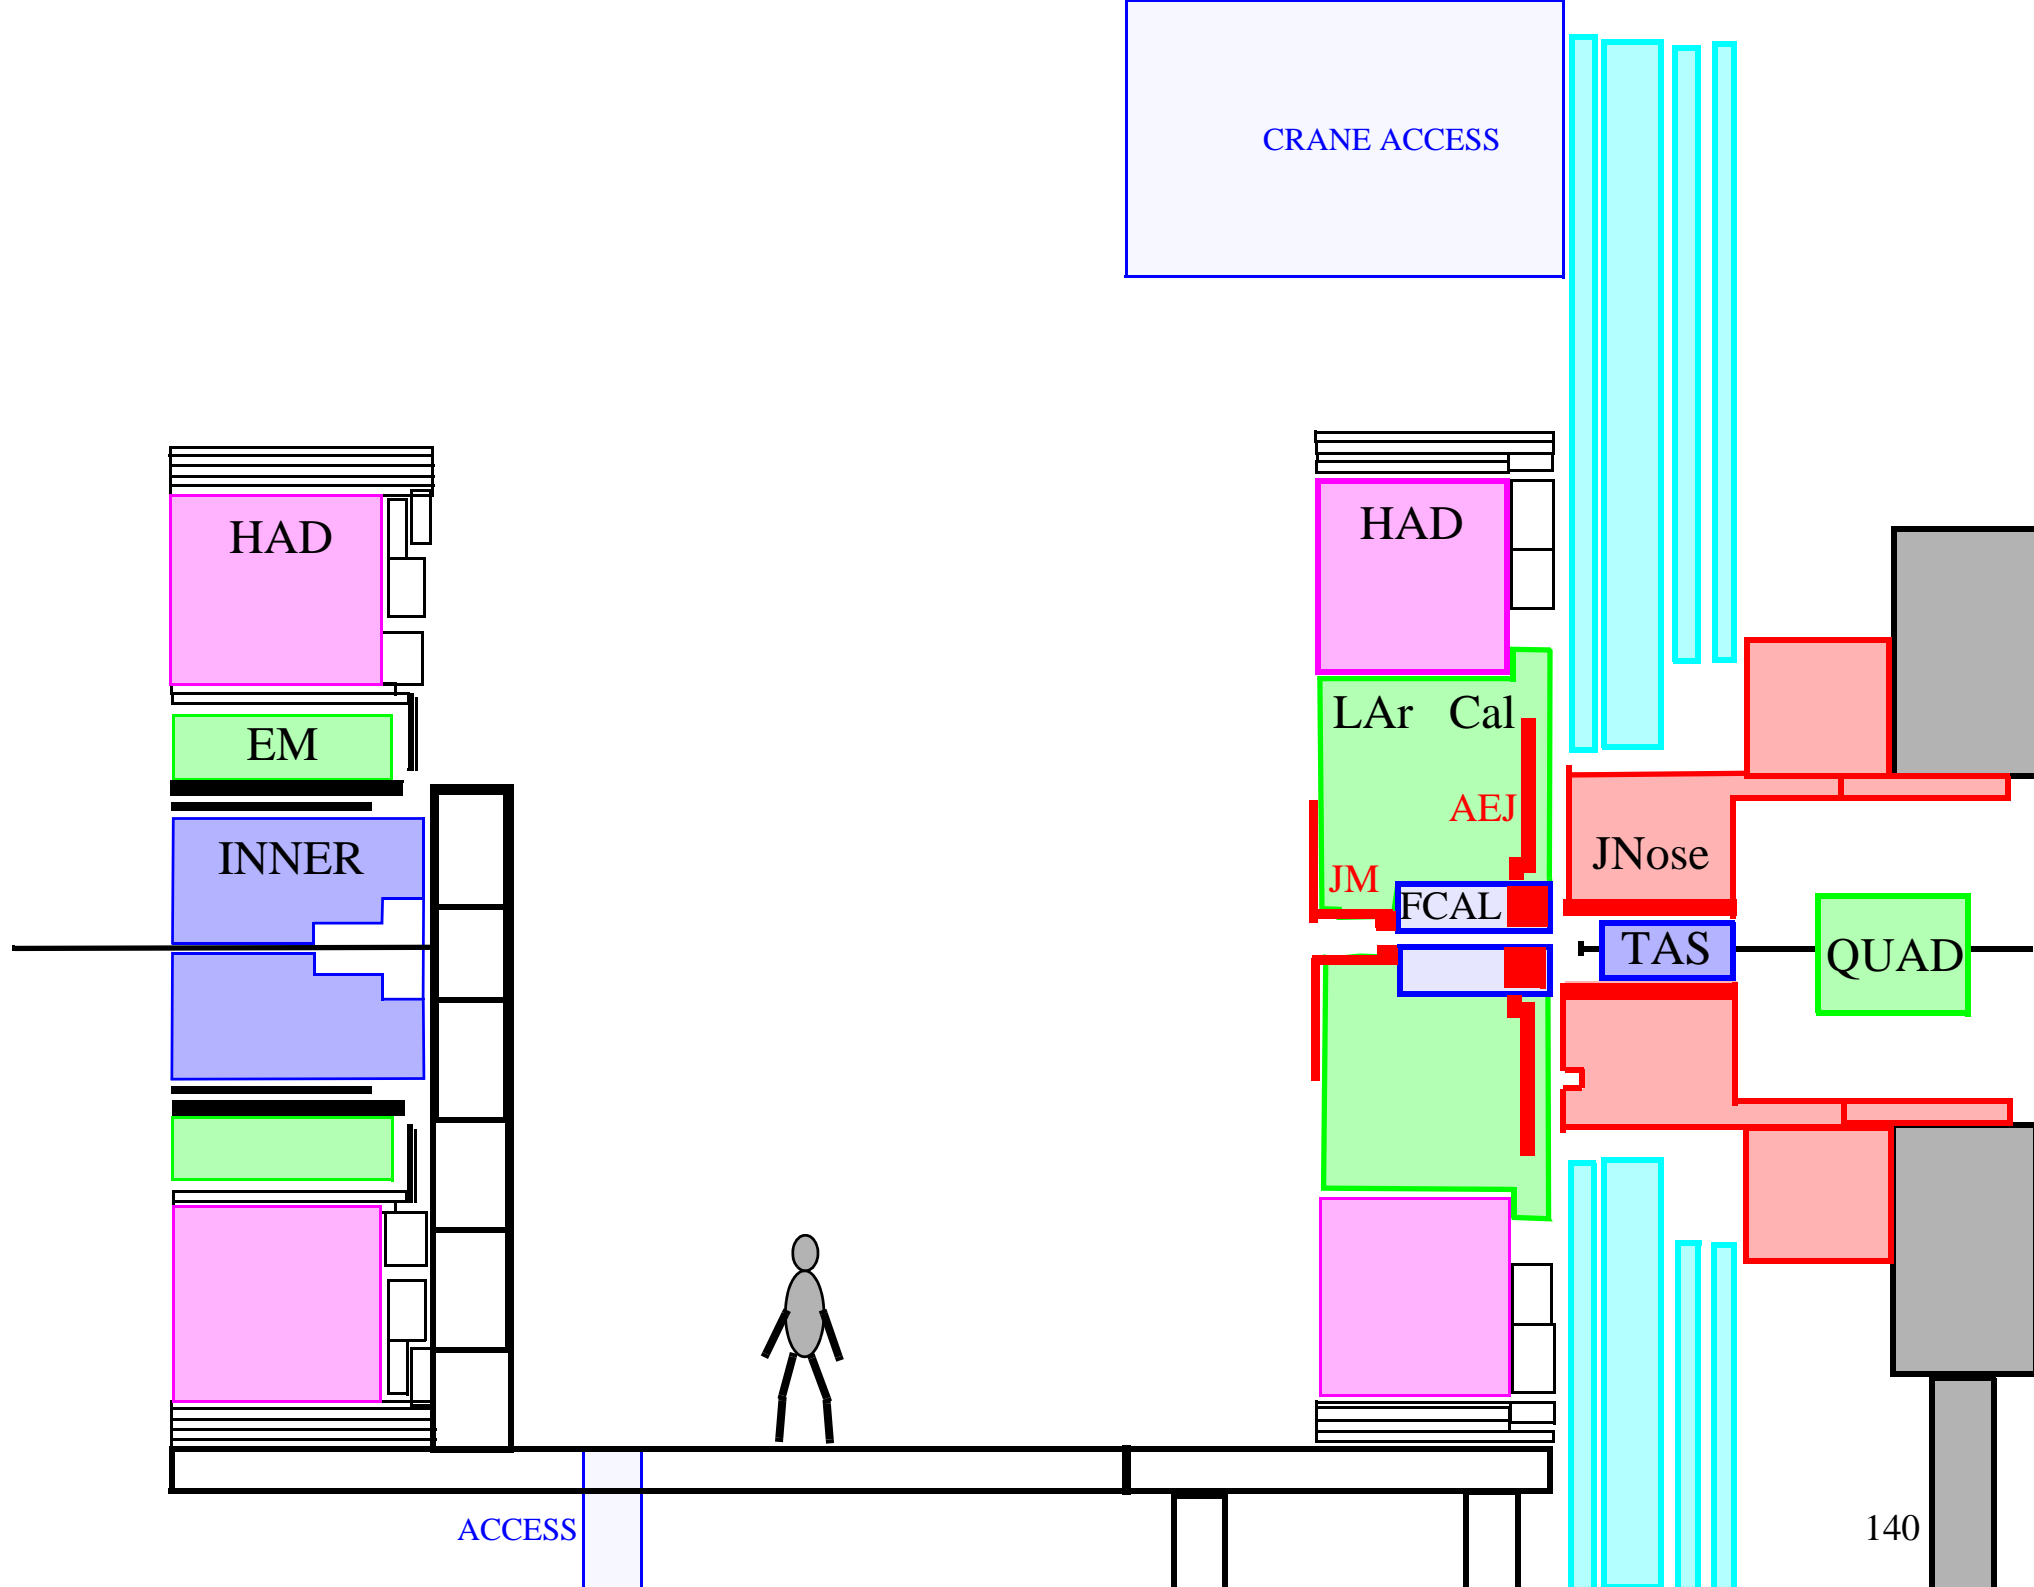 CRANE ACCESS
HAD
HAD
EM
LAr Cal
AEJ
INNER
JM
JNose
FCAL
TAS
QUAD
ACCESS
140